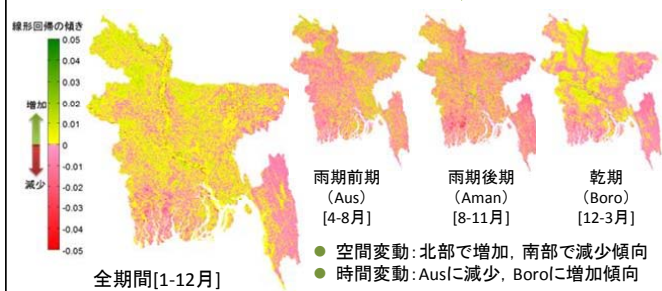 線形回帰の傾き
0.05
0.04
0.03
0.02
0.01
0
-0.01
-0.02
-0.03
-0.04
-0.05
増加
減少
全期間[1-12月]
雨期前期
(Aus)
[4-8月]
雨期後期
(Aman)
[8-11月]
乾期
(Boro)
[12-3月]
● 空間変動:北部で増加, 南部で減少傾向
● 時間変動:Ausに減少, Boroに増加傾向